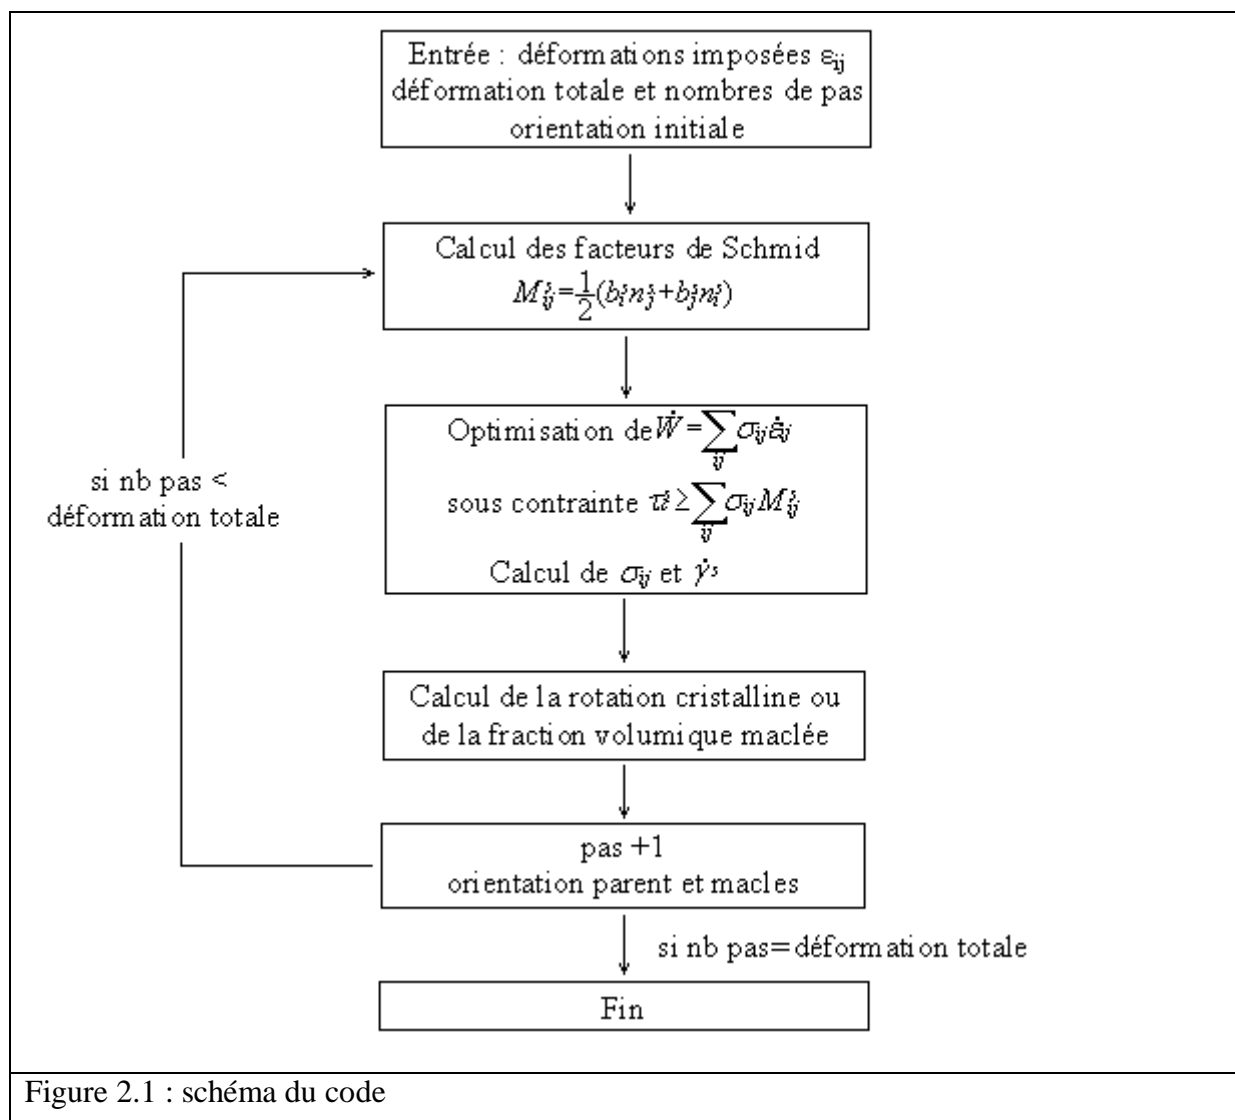 Entrée : déformations imposées εij
déformation totale et nombres de pas
orientation initiale
Calcul des facteurs de Schmid
M^s_ij=1/2(b^s_i n^s_j+b^s_j n^s_i)
Optimisation de Ẇ=∑ij σij ε̇ij
sous contrainte τ^s ≥ ∑ij σij M^s_ij
Calcul de σij et γ̇^s
si nb pas <
déformation totale
Calcul de la rotation cristalline ou
de la fraction volumique maclée
pas +1
orientation parent et macles
si nb pas=déformation totale
Fin
Figure 2.1 : schéma du code